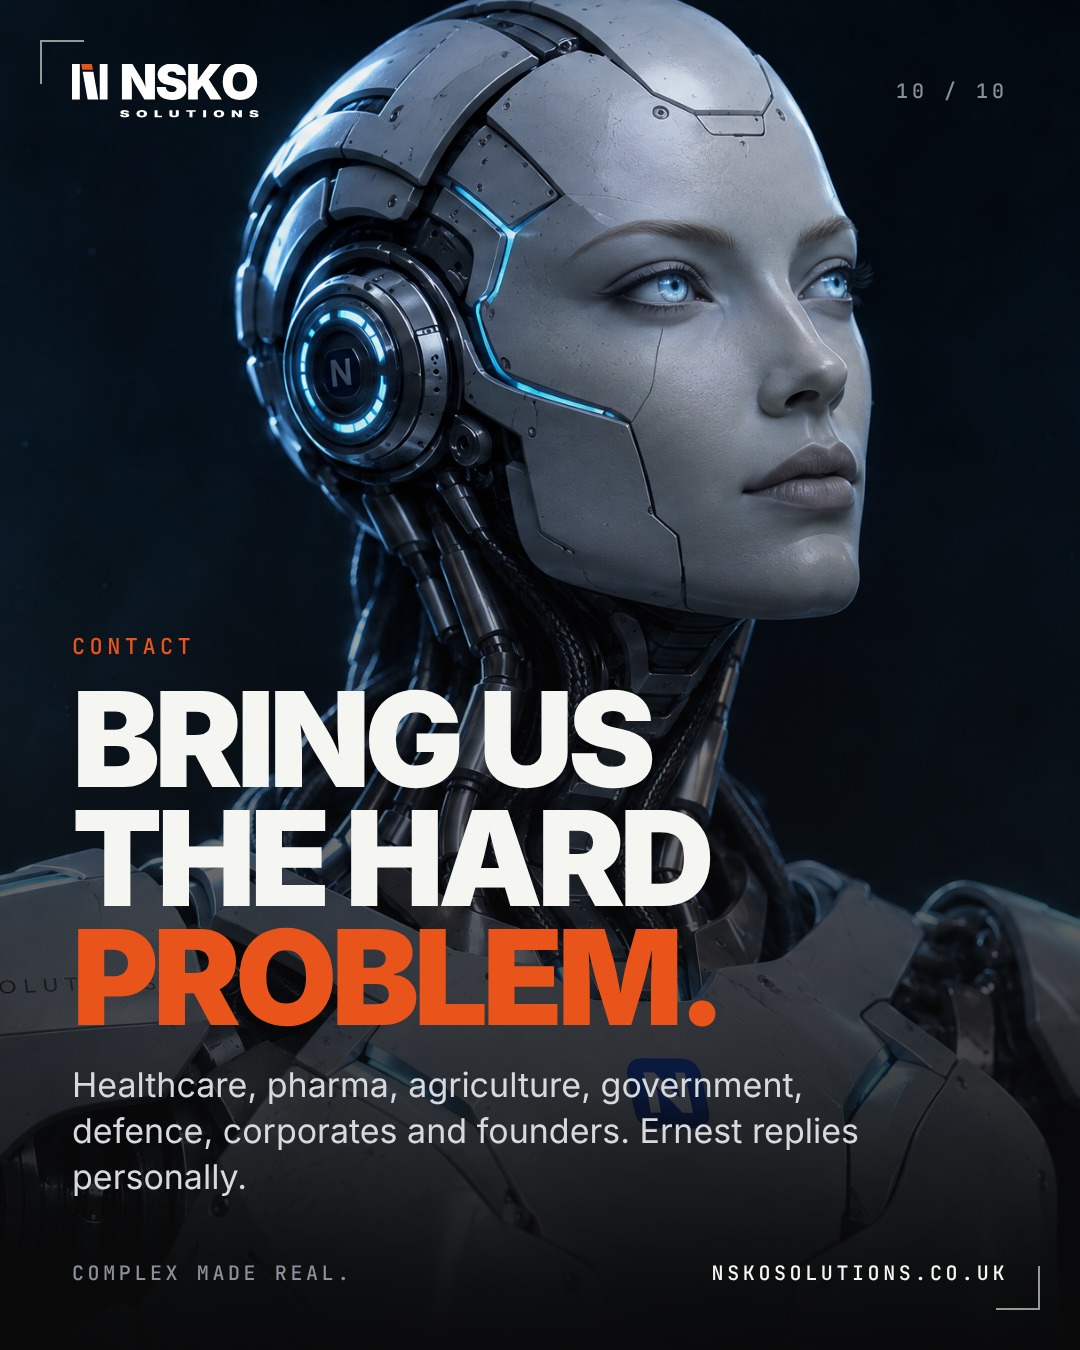 NSKO
SOLUTIONS
10 / 10
N
CONTACT
BRING US
THE HARD
PROBLEM.
Healthcare, pharma, agriculture, government,
defence, corporates and founders. Ernest replies
personally.
COMPLEX MADE REAL.
NSKOSOLUTIONS.CO.UK